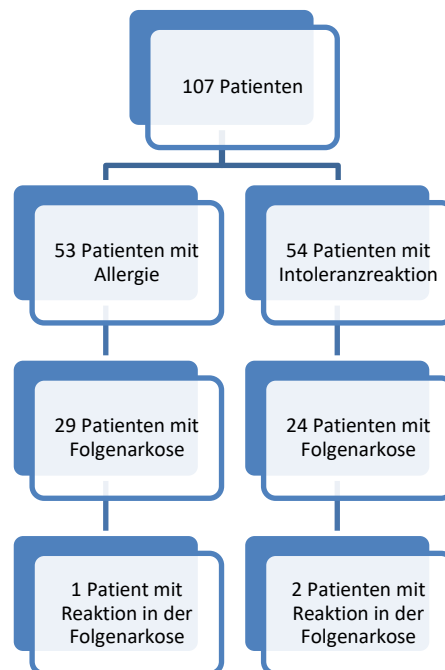 107 Patienten
53 Patienten mit
Allergie
54 Patienten mit
Intoleranzreaktion
29 Patienten mit
Folgenarkose
24 Patienten mit
Folgenarkose
1 Patient mit
Reaktion in der
Folgenarkose
2 Patienten mit
Reaktion in der
Folgenarkose